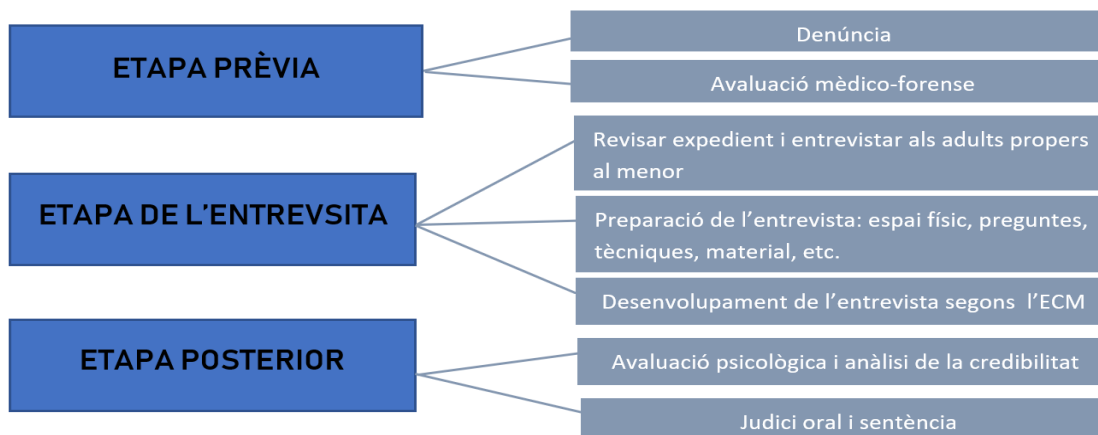 ETAPA PRÈVIA
Denúncia
Avaluació mèdico-forense
ETAPA DE L’ENTREVSITA
Revisar expedient i entrevistar als adults propers
al menor
Preparació de l’entrevista: espai físic, preguntes,
tècniques, material, etc.
Desenvolupament de l’entrevista segons l’ECM
ETAPA POSTERIOR
Avaluació psicològica i anàlisi de la credibilitat
Judici oral i sentència